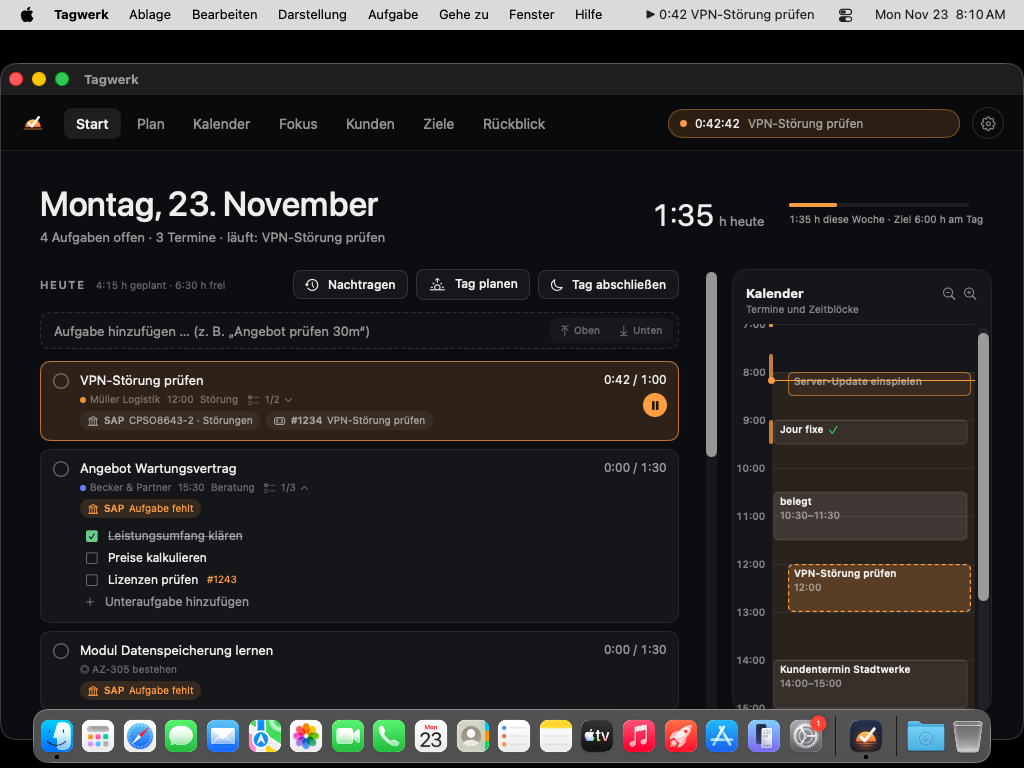 Tagwerk Ablage Bearbeiten Darstellung Aufgabe Gehe zu Fenster Hilfe 0:42 VPN-Störung prüfen Mon Nov 23 8:10 AM
Tagwerk
Start Plan Kalender Fokus Kunden Ziele Rückblick 0:42:42 VPN-Störung prüfen
Montag, 23. November
4 Aufgaben offen · 3 Termine · läuft: VPN-Störung prüfen
1:35 h heute
1:35 h diese Woche · Ziel 6:00 h am Tag
HEUTE 4:15 h geplant · 6:30 h frei Nachtragen Tag planen Tag abschließen
Aufgabe hinzufügen … (z. B. „Angebot prüfen 30m“) Oben Unten
VPN-Störung prüfen 0:42 / 1:00
Müller Logistik 12:00 Störung 1/2
SAP CPSO8643-2 · Störungen #1234 VPN-Störung prüfen
Angebot Wartungsvertrag 0:00 / 1:30
Becker & Partner 15:30 Beratung 1/3
SAP Aufgabe fehlt
Leistungsumfang klären
Preise kalkulieren
Lizenzen prüfen #1243
+ Unteraufgabe hinzufügen
Modul Datenspeicherung lernen 0:00 / 1:30
AZ-305 bestehen
SAP Aufgabe fehlt
Kalender
Termine und Zeitblöcke
7:00
8:00 Server-Update einspielen
9:00 Jour fixe
10:00
belegt
10:30–11:30
11:00
12:00 VPN-Störung prüfen
12:00
13:00
14:00 Kundentermin Stadtwerke
14:00–15:00
15:00
Mon
23
tv
1